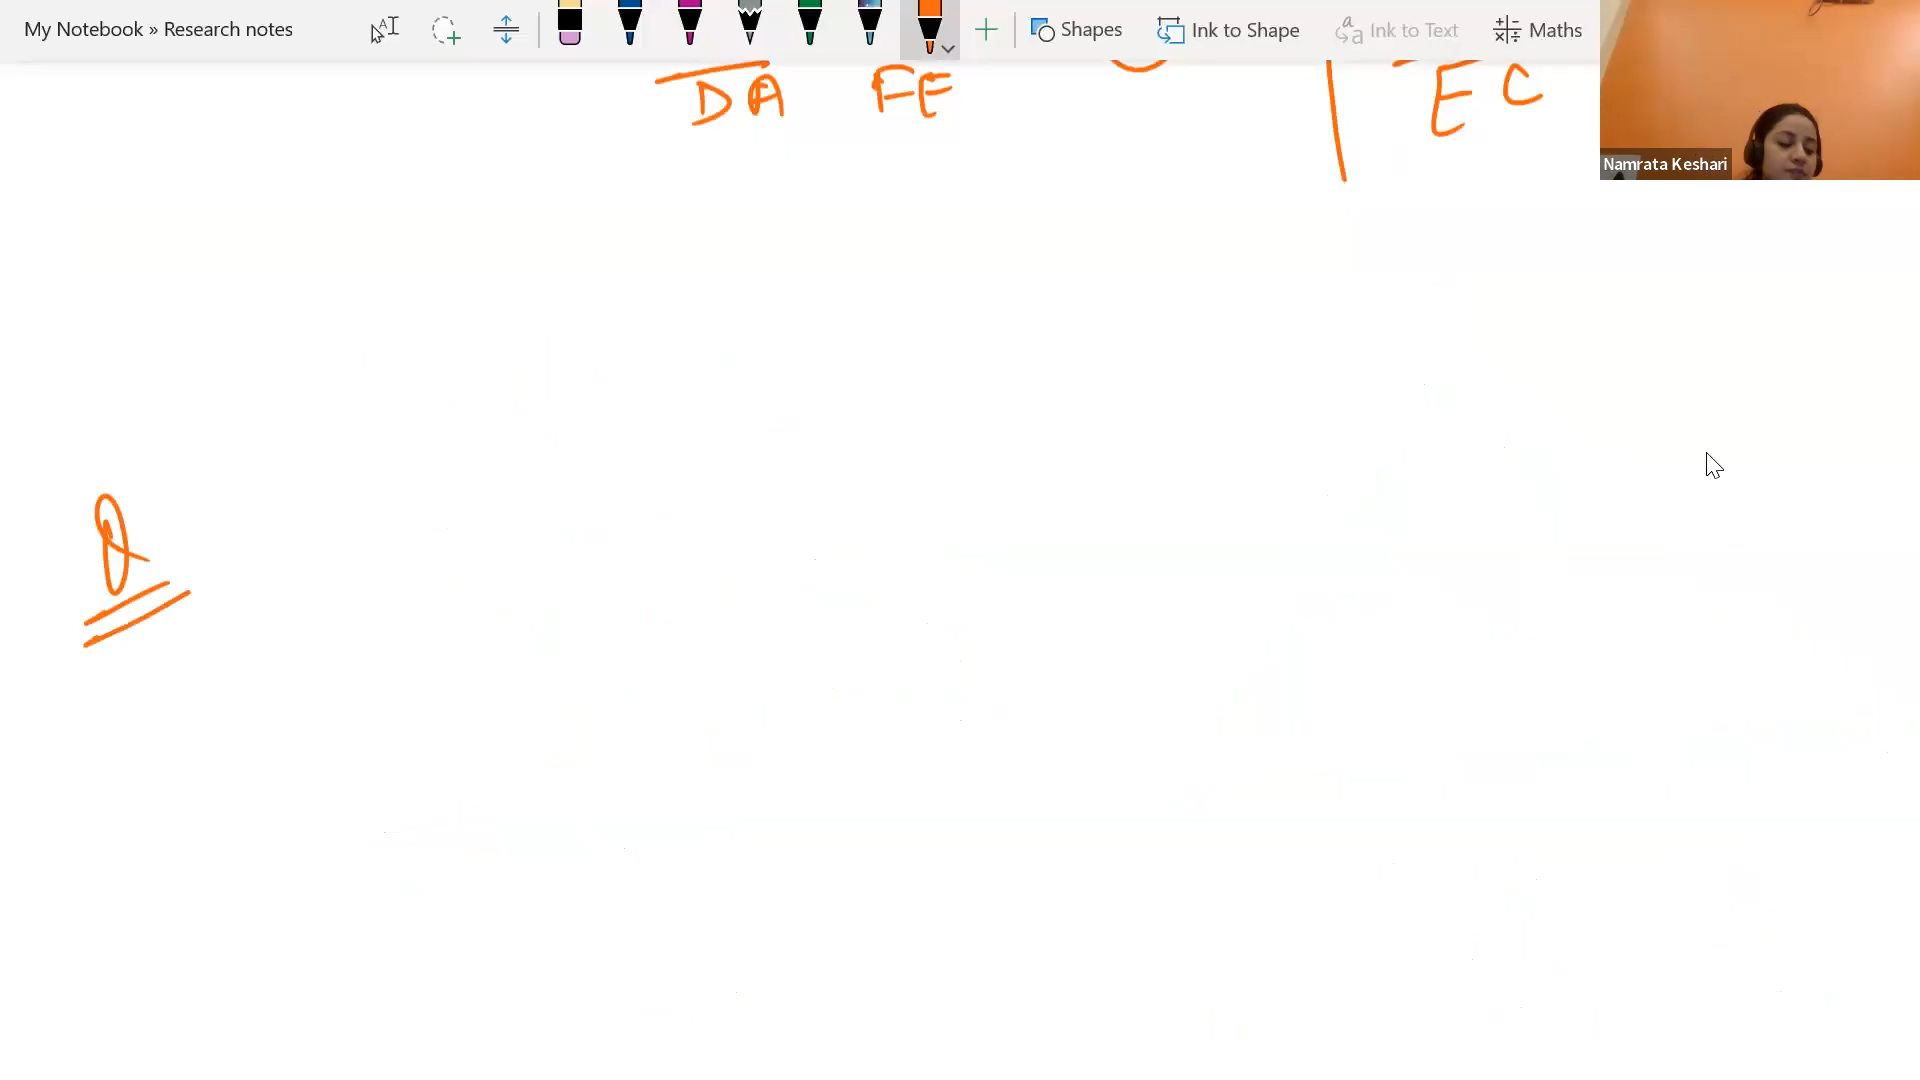 My Notebook » Research notes
Shapes
Ink to Shape
Ink to Text
Maths
DA FE
EC
Namrata Keshari
Q